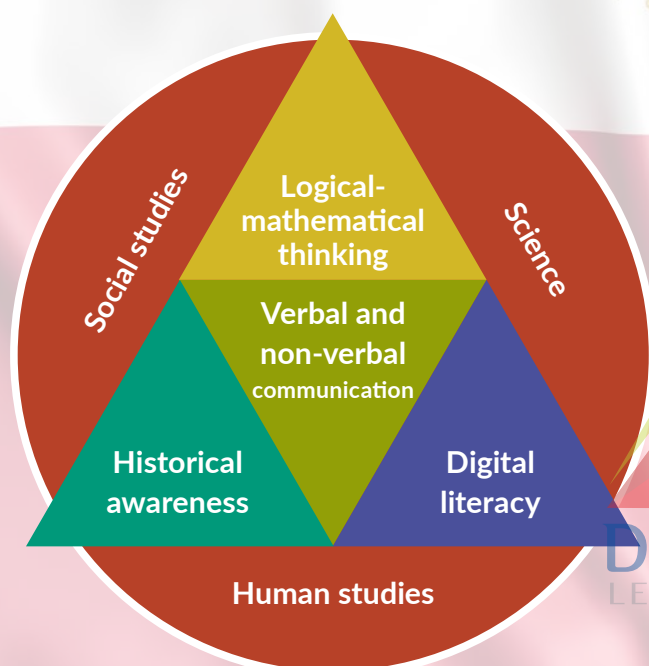 Logical-
mathematical
thinking
Social studies
Science
Verbal and
non-verbal
communication
Historical
awareness
Digital
literacy
Human studies